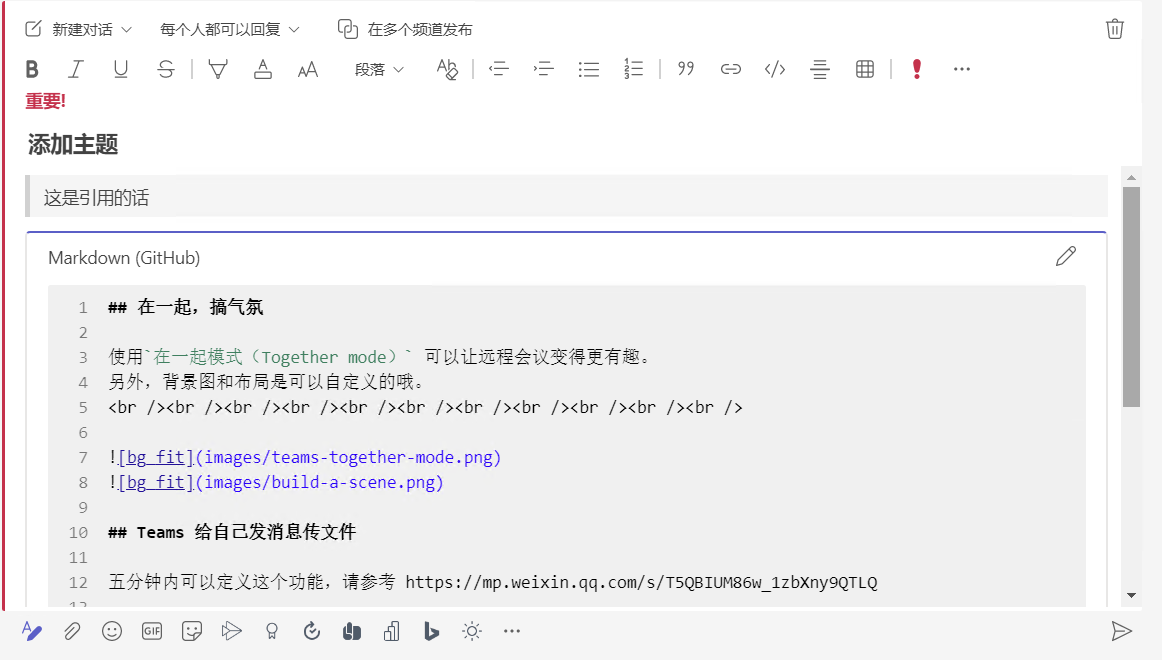 新建对话 每个人都可以回复 在多个频道发布
B I U S A AA 段落 Ab 99 </> ! ...
重要!
添加主题
这是引用的话
Markdown (GitHub)
1 ## 在一起，搞气氛
2
3 使用`在一起模式（Together mode）` 可以让远程会议变得更有趣。
4 另外，背景图和布局是可以自定义的哦。
5 <br /><br /><br /><br /><br /><br /><br /><br /><br /><br /><br />
6
7 ![bg fit](images/teams-together-mode.png)
8 ![bg fit](images/build-a-scene.png)
9
10 ## Teams 给自己发消息传文件
11
12 五分钟内可以定义这个功能，请参考 https://mp.weixin.qq.com/s/T5QBIUM86w_1zbXny9QTLQ
GIF